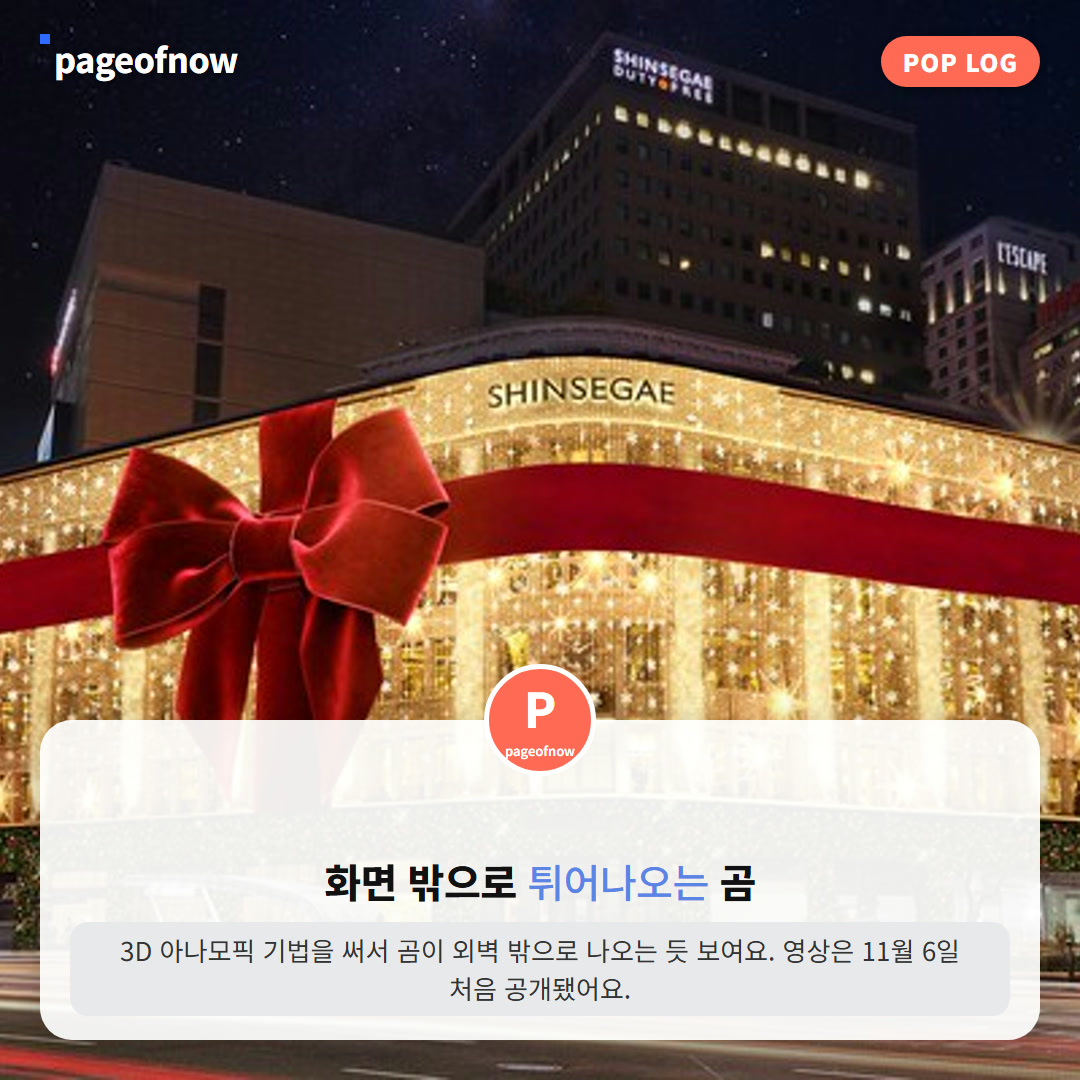 pageofnow
POP LOG
SHINSEGAE
DUTY FREE
L'ESCAPE
SHINSEGAE
P
pageofnow
화면 밖으로 튀어나오는 곰
3D 아나모픽 기법을 써서 곰이 외벽 밖으로 나오는 듯 보여요. 영상은 11월 6일
처음 공개됐어요.